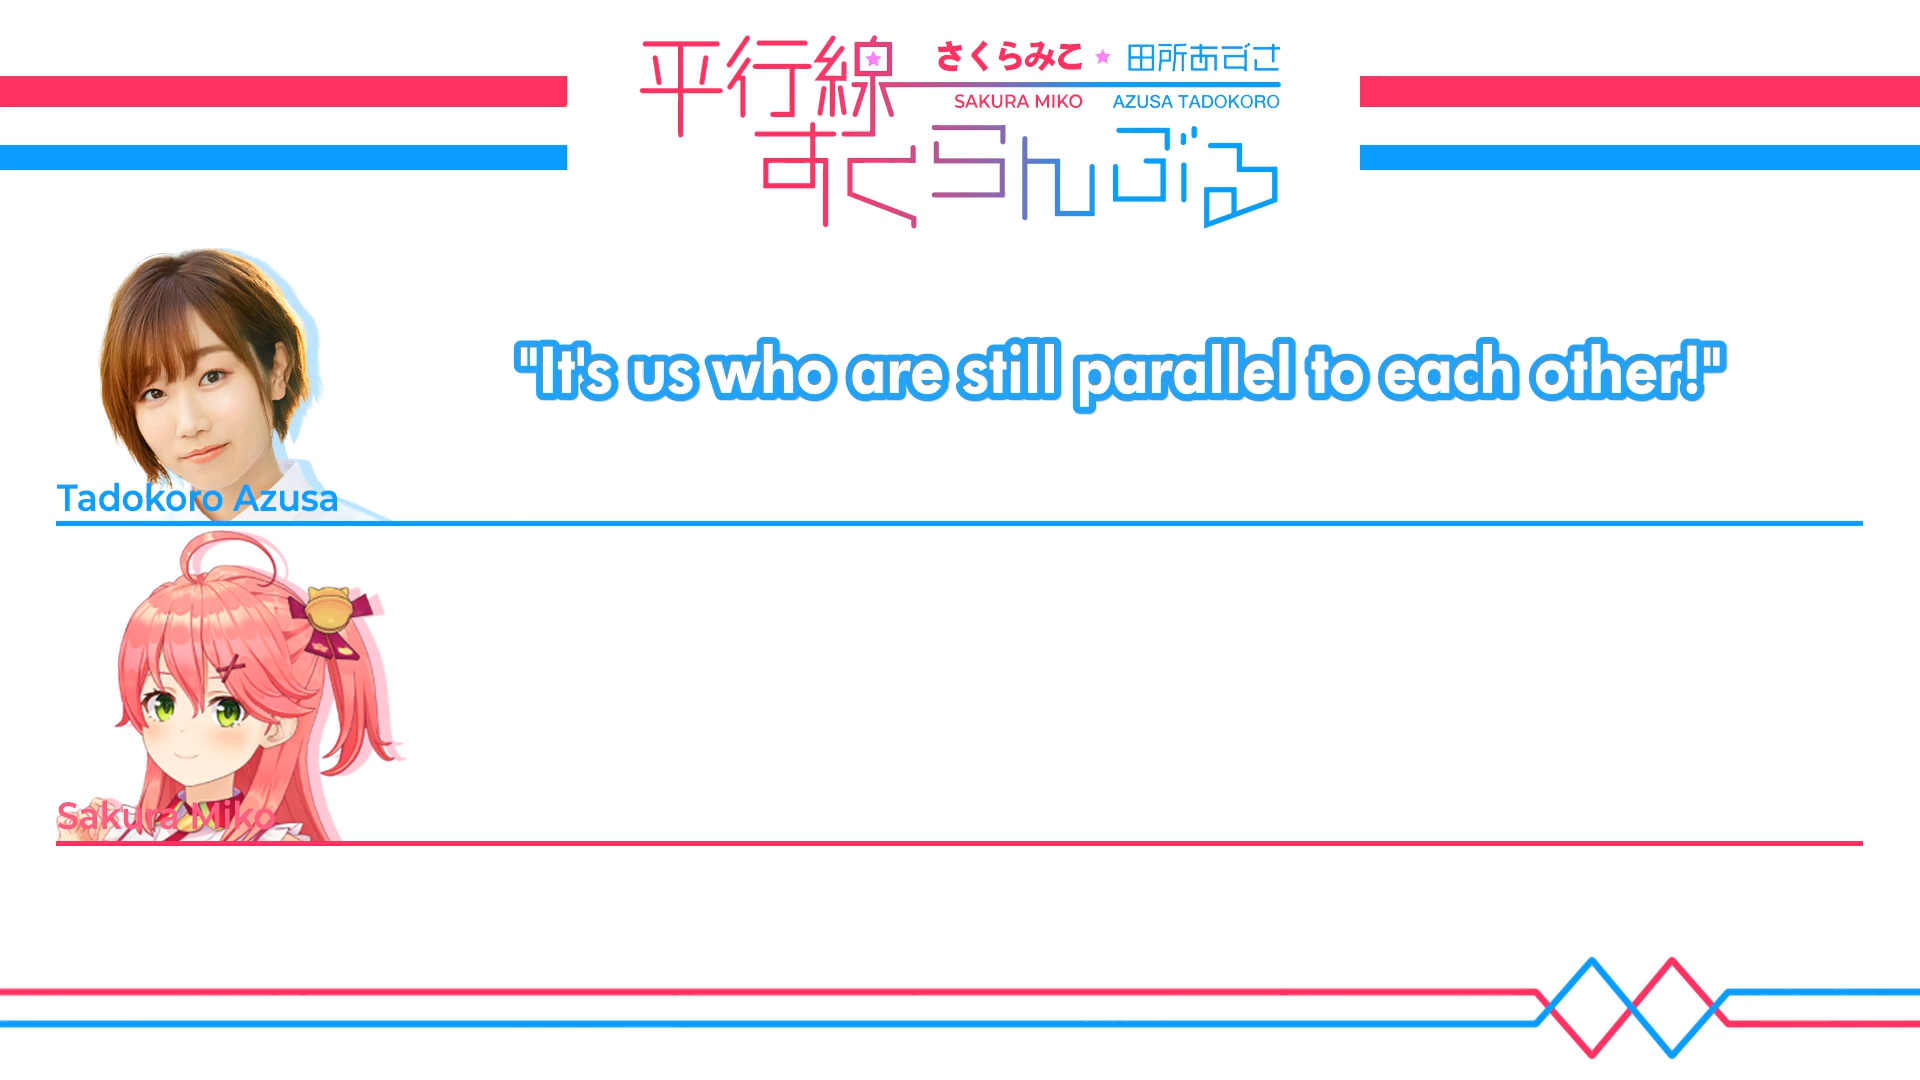 平行線
さくらみこ★田所あずさ
SAKURA MIKO AZUSA TADOKORO
すくらんぶる
"It's us who are still parallel to each other!"
Tadokoro Azusa
Sakura Miko